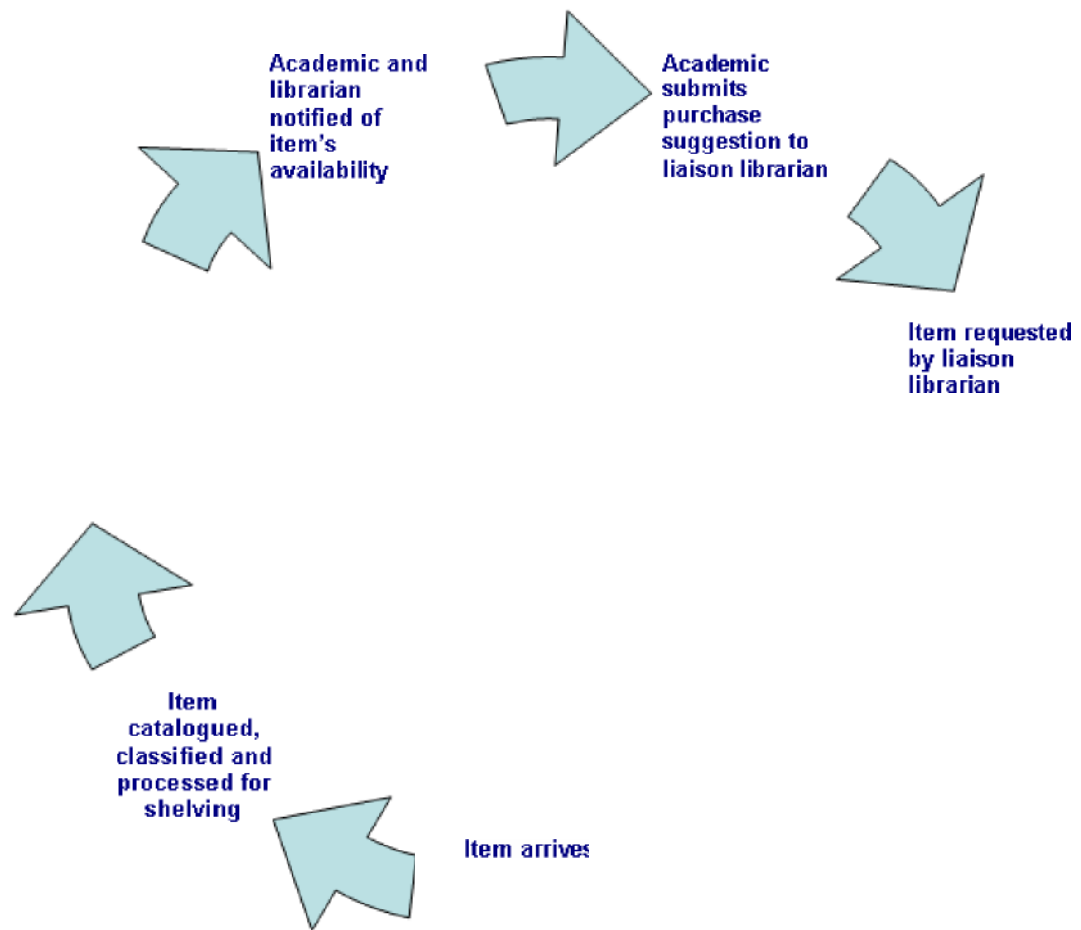 Academic and
librarian
notified of
item's
availability
Academic
submits
purchase
suggestion to
liaison librarian
Item requested
by liaison
librarian
Item arrives
Item
catalogued,
classified and
processed for
shelving